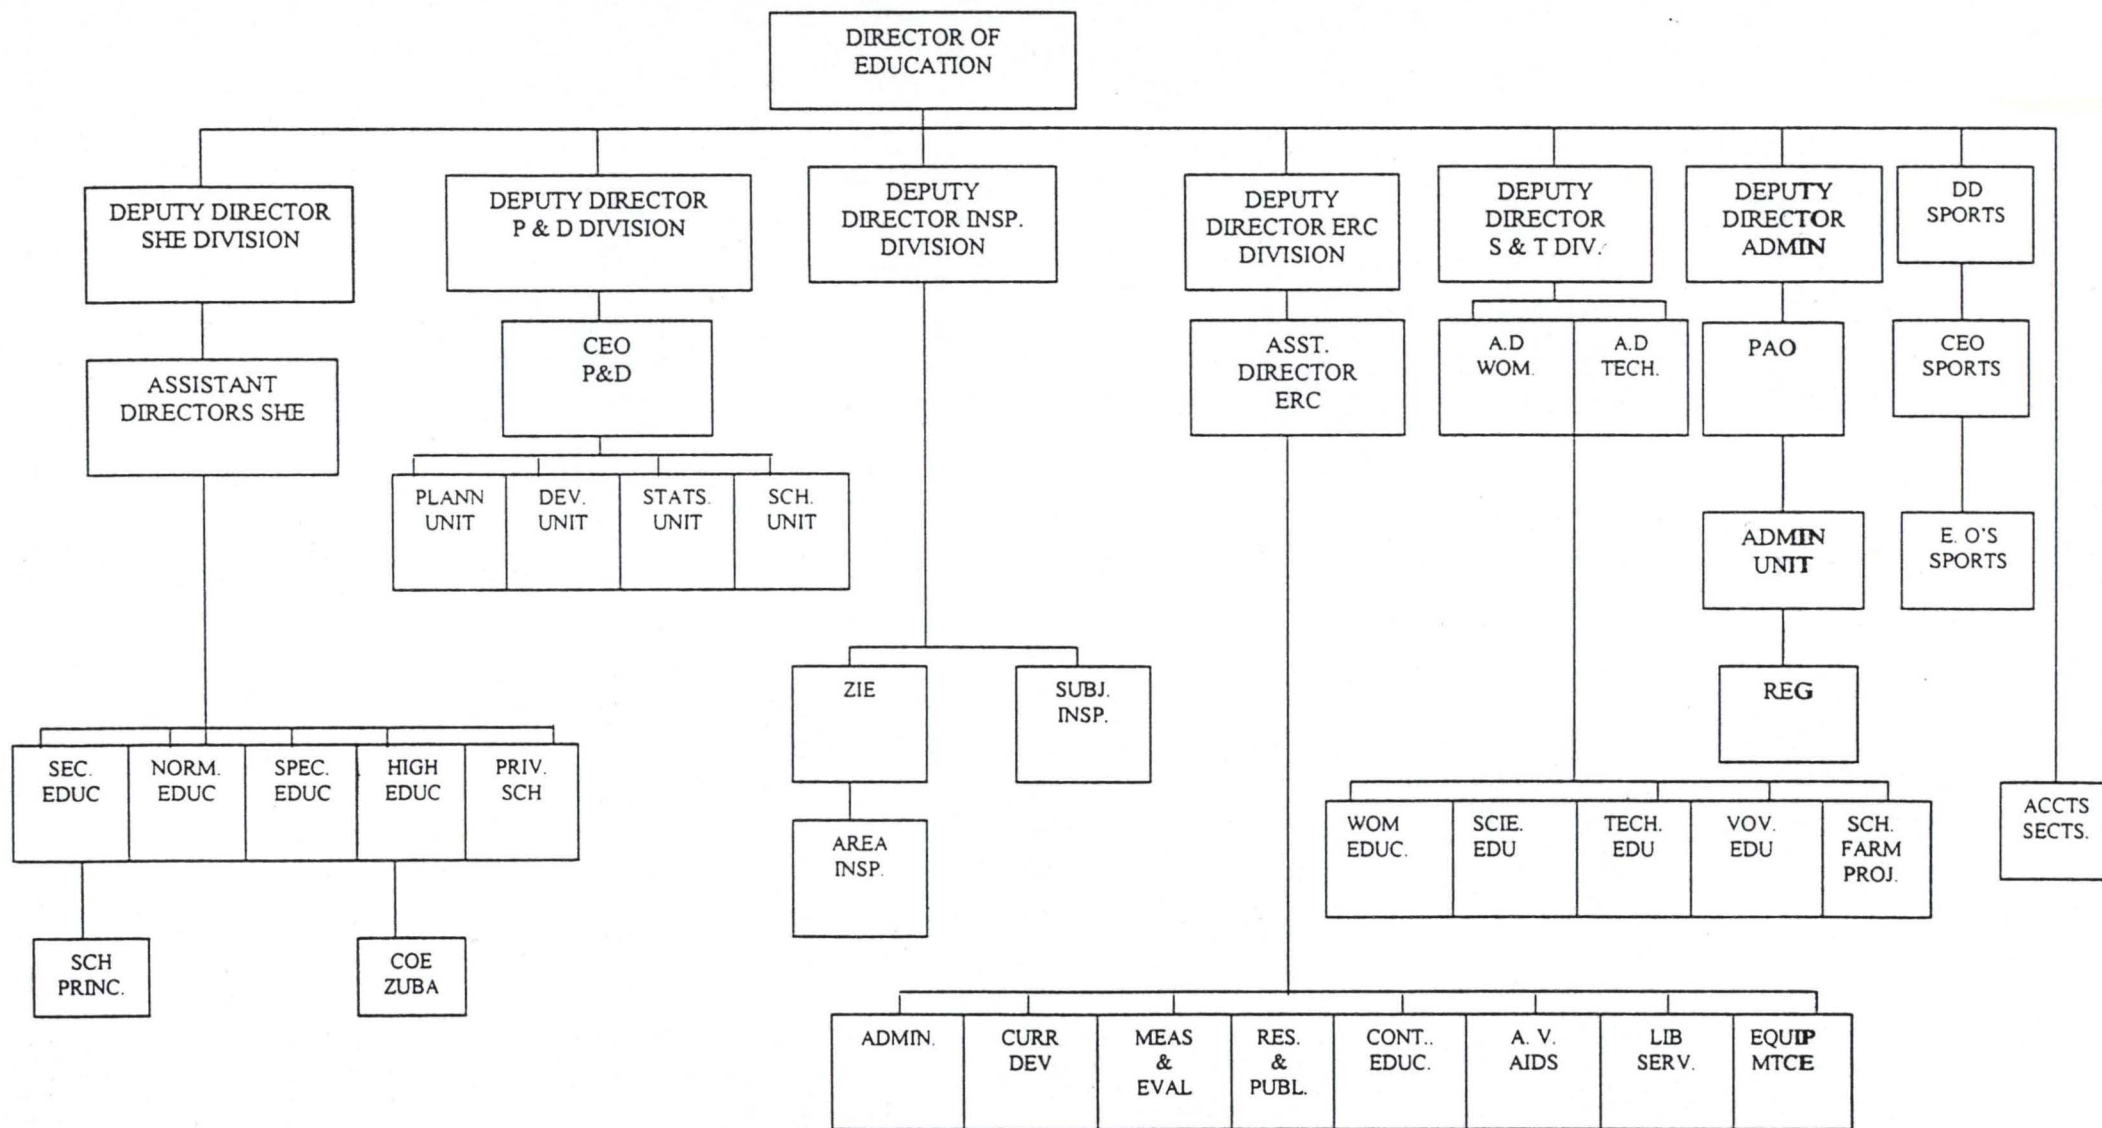 DIRECTOR OF
EDUCATION
DEPUTY DIRECTOR
SHE DIVISION
DEPUTY DIRECTOR
P & D DIVISION
DEPUTY
DIRECTOR INSP.
DIVISION
DEPUTY
DIRECTOR ERC
DIVISION
DEPUTY
DIRECTOR
S & T DIV.
DEPUTY
DIRECTOR
ADMIN
DD
SPORTS
ASSISTANT
DIRECTORS SHE
CEO
P&D
ASST.
DIRECTOR
ERC
A.D
WOM.
A.D
TECH.
PAO
CEO
SPORTS
PLANN
UNIT
DEV.
UNIT
STATS.
UNIT
SCH.
UNIT
ADMIN
UNIT
E. O'S
SPORTS
ZIE
SUBJ.
INSP.
REG
SEC.
EDUC
NORM.
EDUC
SPEC.
EDUC
HIGH
EDUC
PRIV.
SCH
AREA
INSP.
WOM
EDUC.
SCIE.
EDU
TECH.
EDU
VOV.
EDU
SCH.
FARM
PROJ.
ACCTS
SECTS.
SCH
PRINC.
COE
ZUBA
ADMIN.
CURR
DEV
MEAS
&
EVAL
RES.
&
PUBL.
CONT..
EDUC.
A. V.
AIDS
LIB
SERV.
EQUIP
MTCE